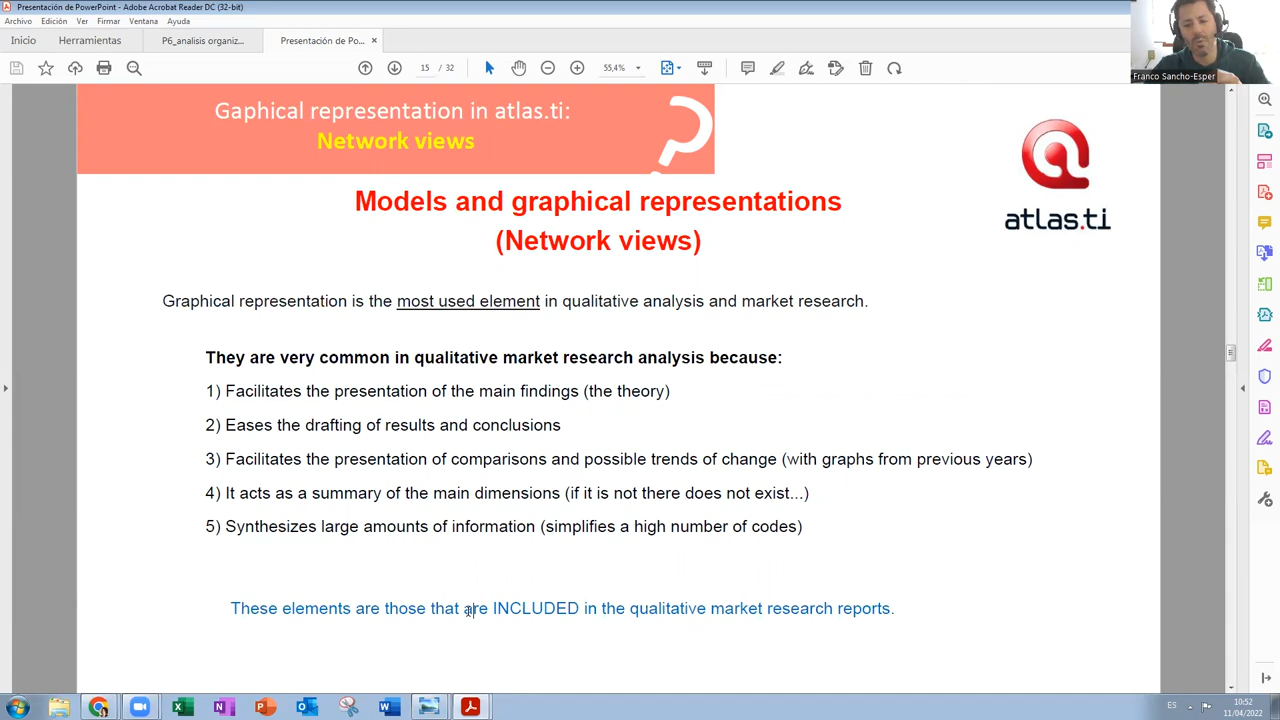 Presentación de PowerPoint - Adobe Acrobat Reader DC (32-bit)
Archivo Edición Ver Firmar Ventana Ayuda
Inicio Herramientas P6_analisis organiz... Presentación de Po... ×
15 / 32 55,4%
Franco Sancho-Esper
Gaphical representation in atlas.ti:
Network views
?
atlas.ti
Models and graphical representations
(Network views)
Graphical representation is the most used element in qualitative analysis and market research.
They are very common in qualitative market research analysis because:
1) Facilitates the presentation of the main findings (the theory)
2) Eases the drafting of results and conclusions
3) Facilitates the presentation of comparisons and possible trends of change (with graphs from previous years)
4) It acts as a summary of the main dimensions (if it is not there does not exist...)
5) Synthesizes large amounts of information (simplifies a high number of codes)
These elements are those that are INCLUDED in the qualitative market research reports.
ES
10:52
11/04/2022